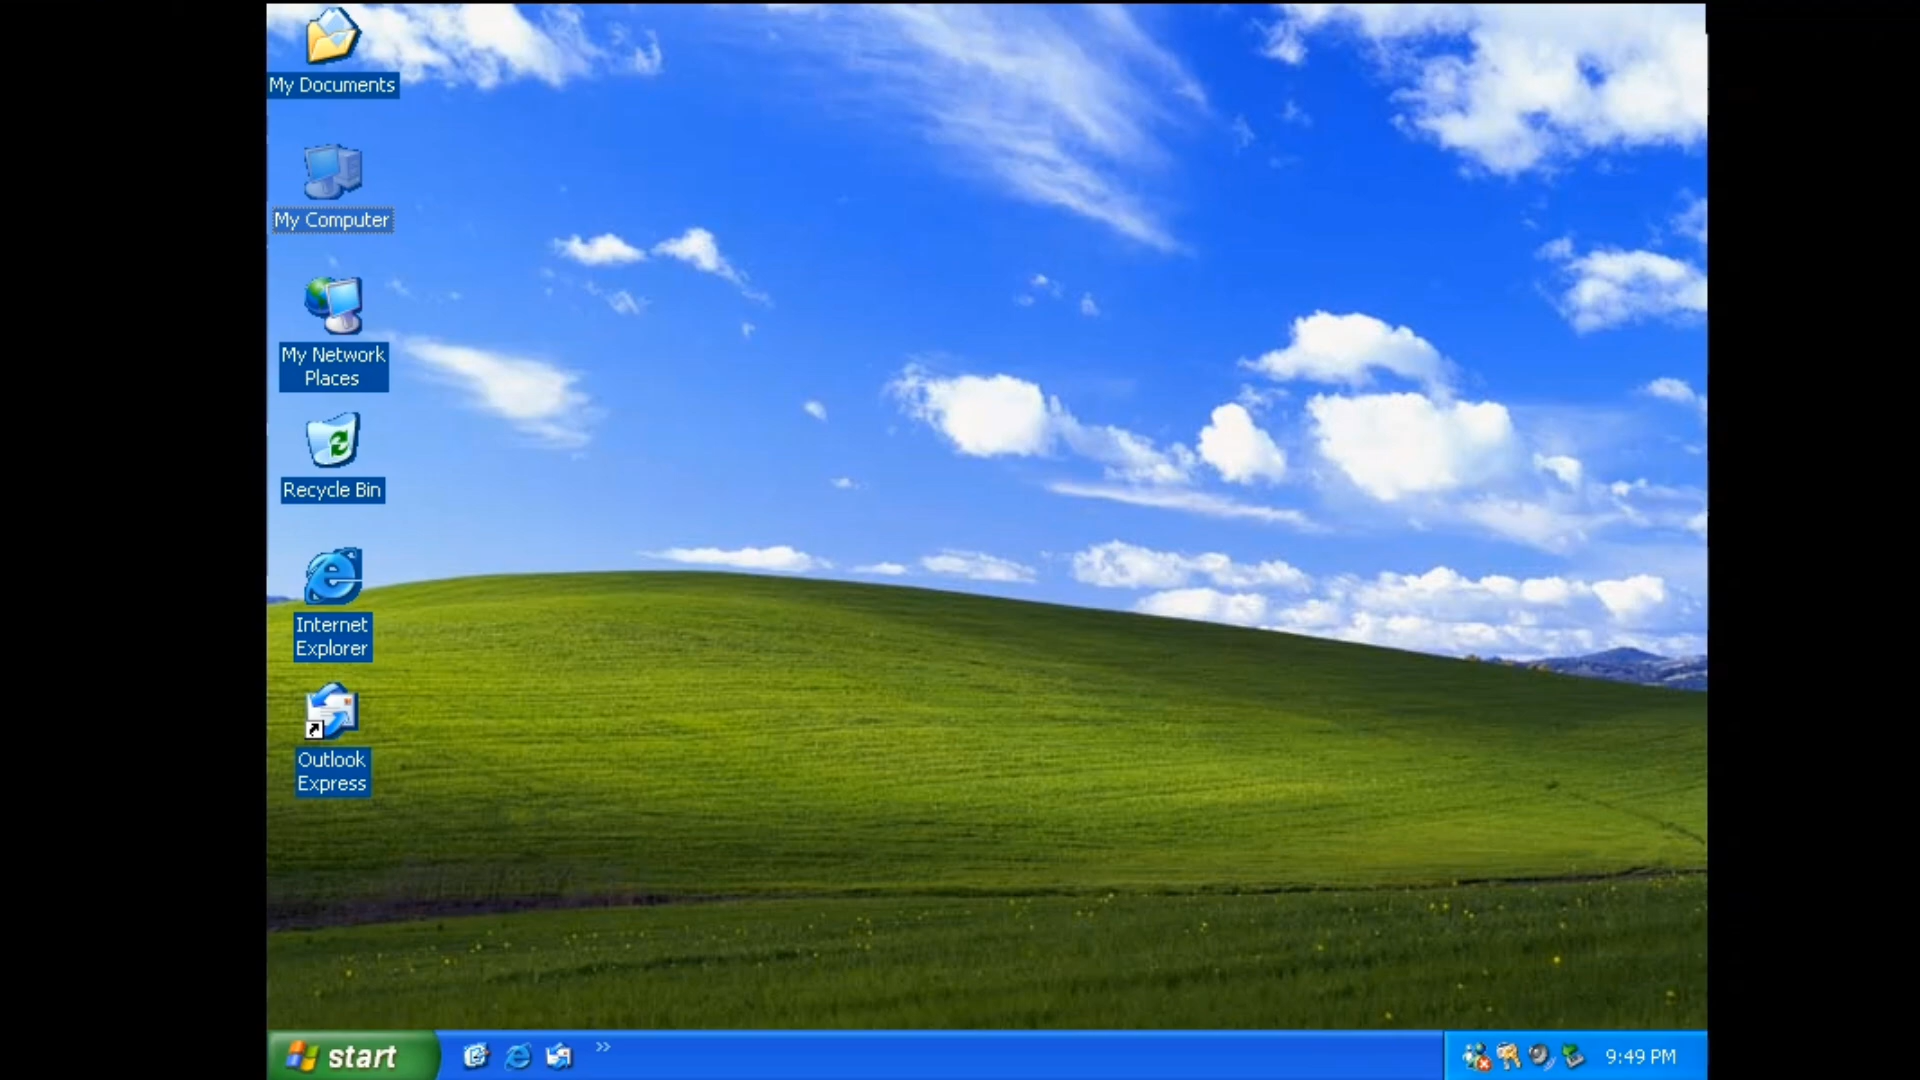 My Documents
My Computer
My Network
Places
Recycle Bin
Internet
Explorer
Outlook
Express
start
9:49 PM